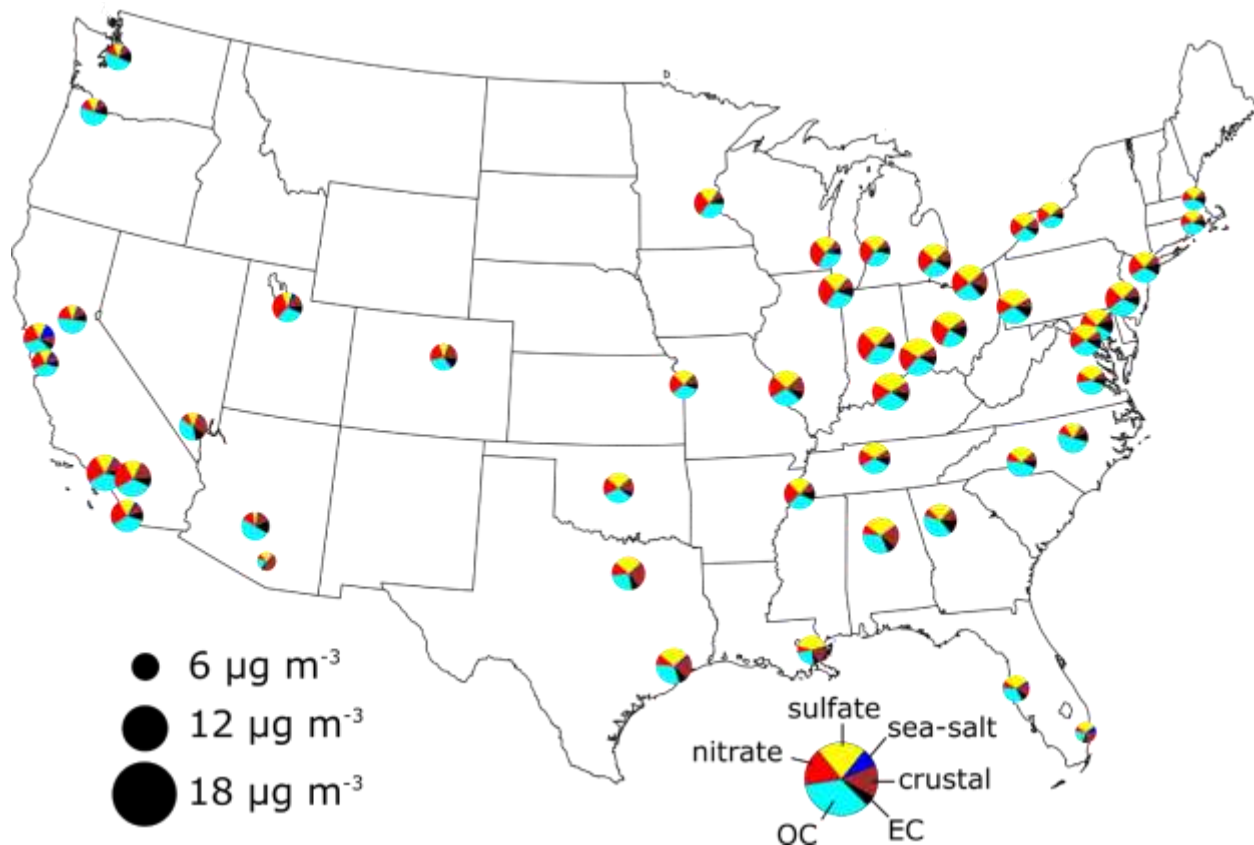 6 µg m-3
12 µg m-3
18 µg m-3
sulfate
nitrate
sea-salt
crustal
OC
EC